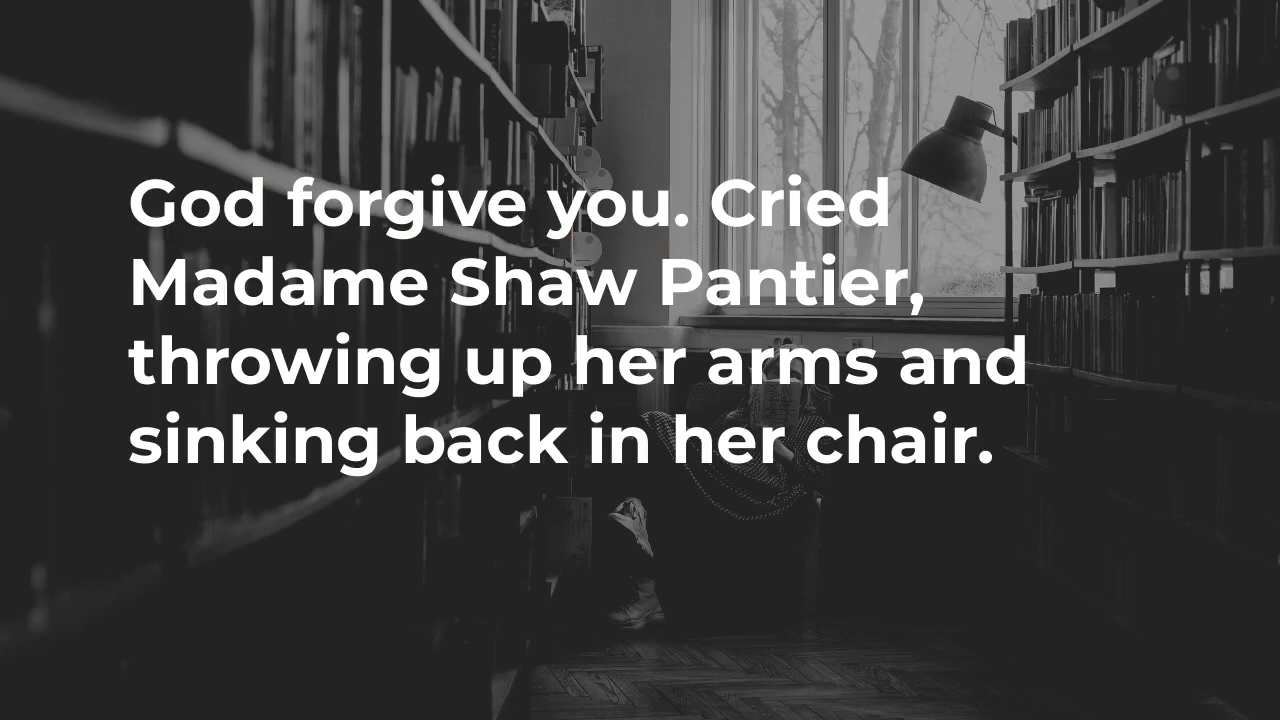 God forgive you. Cried
Madame Shaw Pantier,
throwing up her arms and
sinking back in her chair.